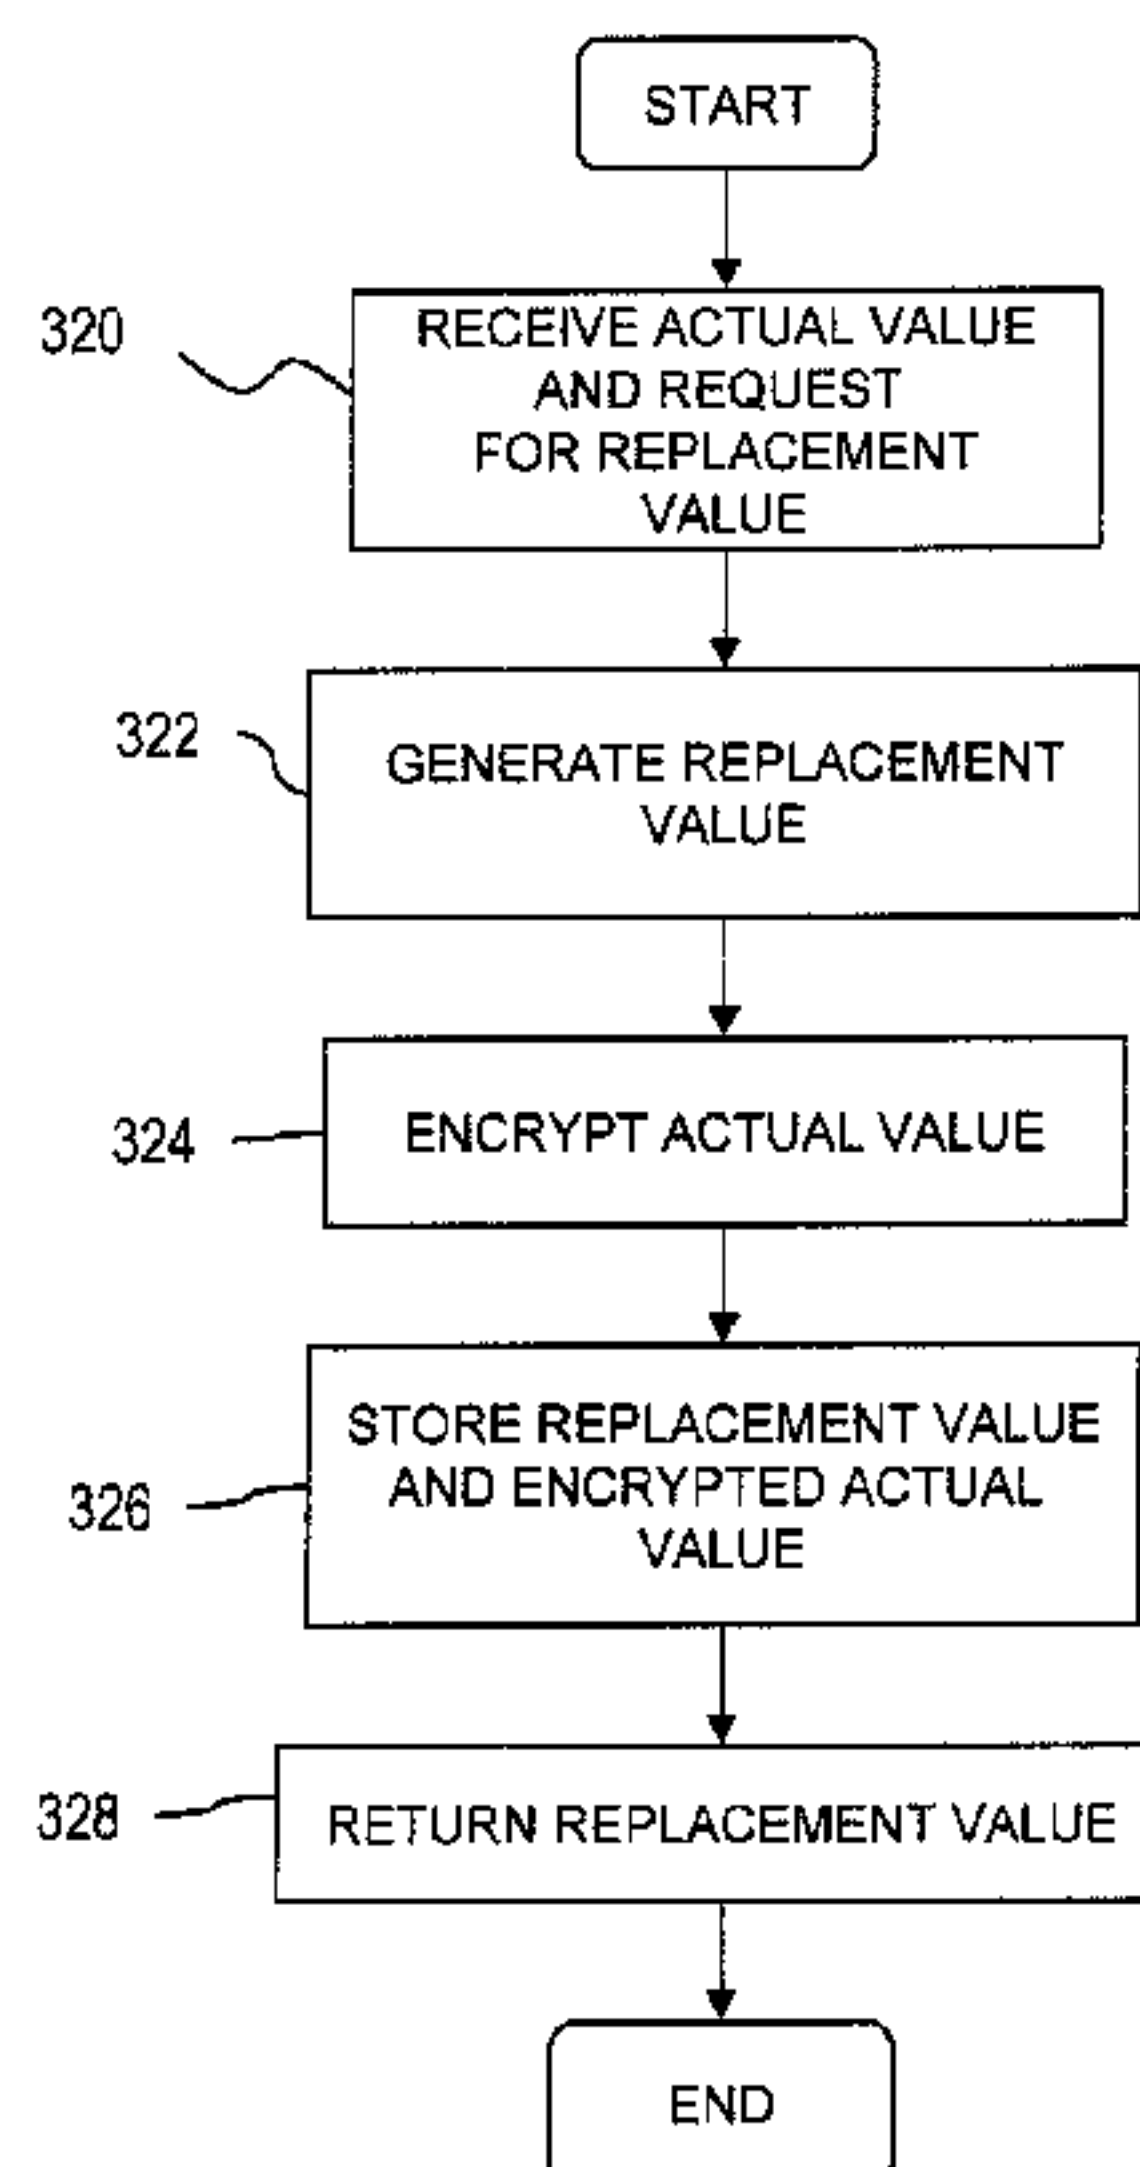 START
320
RECEIVE ACTUAL VALUE
AND REQUEST
FOR REPLACEMENT
VALUE
322
GENERATE REPLACEMENT
VALUE
324
ENCRYPT ACTUAL VALUE
326
STORE REPLACEMENT VALUE
AND ENCRYPTED ACTUAL
VALUE
328
RETURN REPLACEMENT VALUE
END